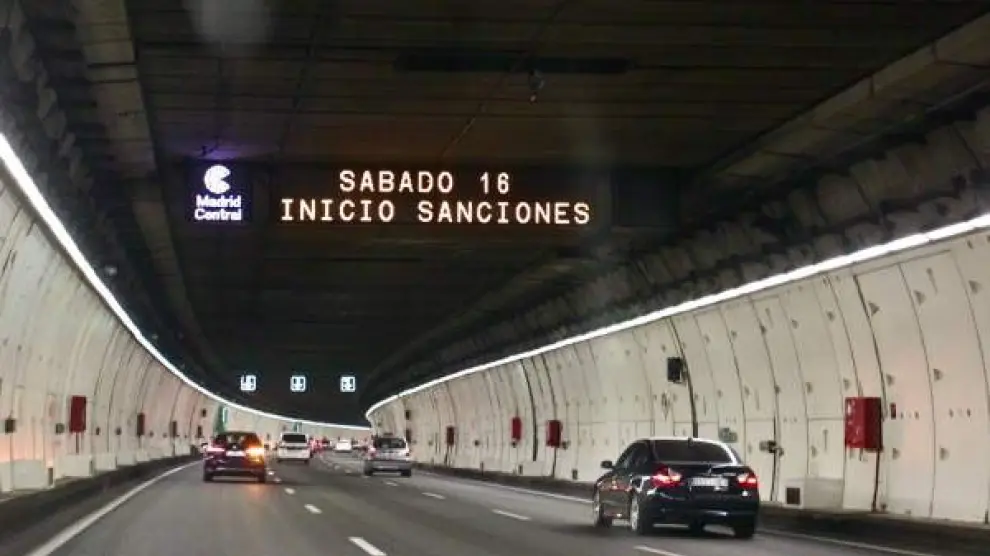 SABADO 16
INICIO SANCIONES
Madrid
Central